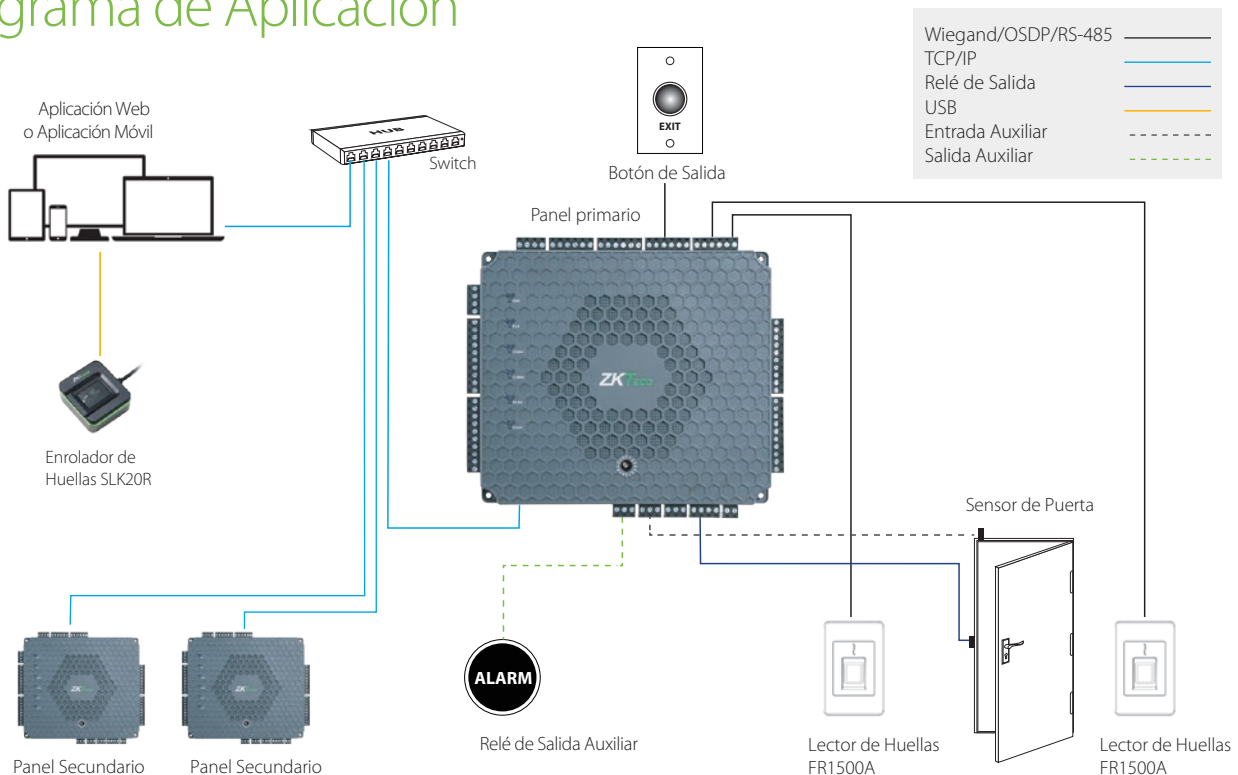 grama de Aplicación
Wiegand/OSDP/RS-485
TCP/IP
Relé de Salida
USB
Entrada Auxiliar
Salida Auxiliar
Aplicación Web
o Aplicación Móvil
HUB
Switch
EXIT
Botón de Salida
Panel primario
ZKTeco
Enrolador de
Huellas SLK20R
Sensor de Puerta
ALARM
Relé de Salida Auxiliar
Lector de Huellas
FR1500A
Lector de Huellas
FR1500A
Panel Secundario
Panel Secundario